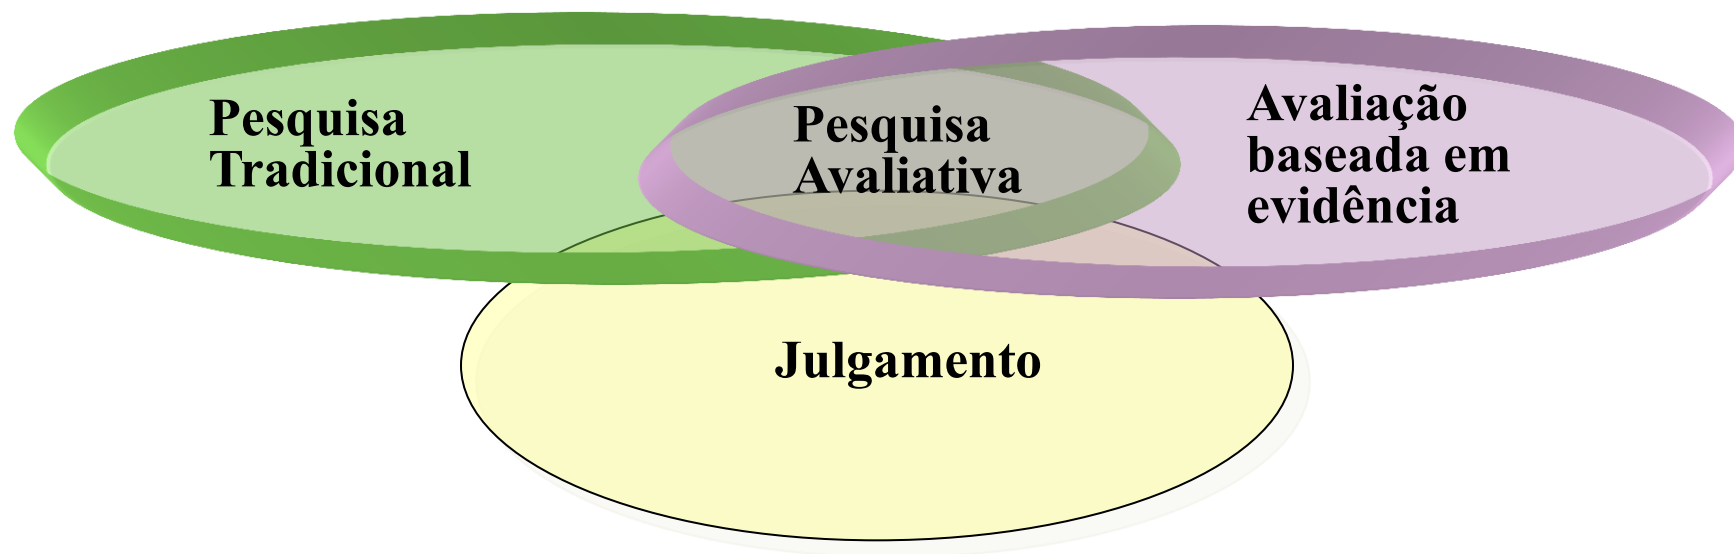 Pesquisa
Tradicional
Pesquisa
Avaliativa
Avaliação
baseada em
evidência
Julgamento